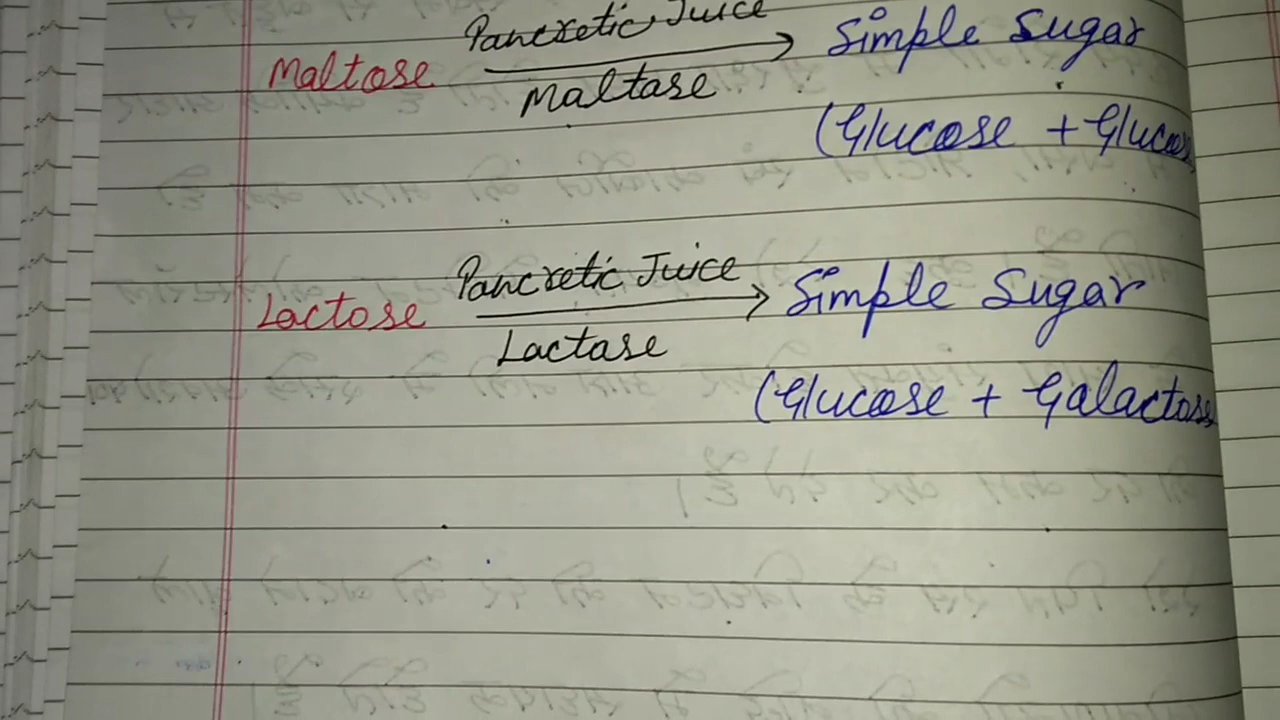 Maltose Pancretic Juice Simple Sugar
Maltase
(Glucose + Glucose
Lactose Pancretic Juice Simple Sugar
Lactase
(Glucose + Galactose